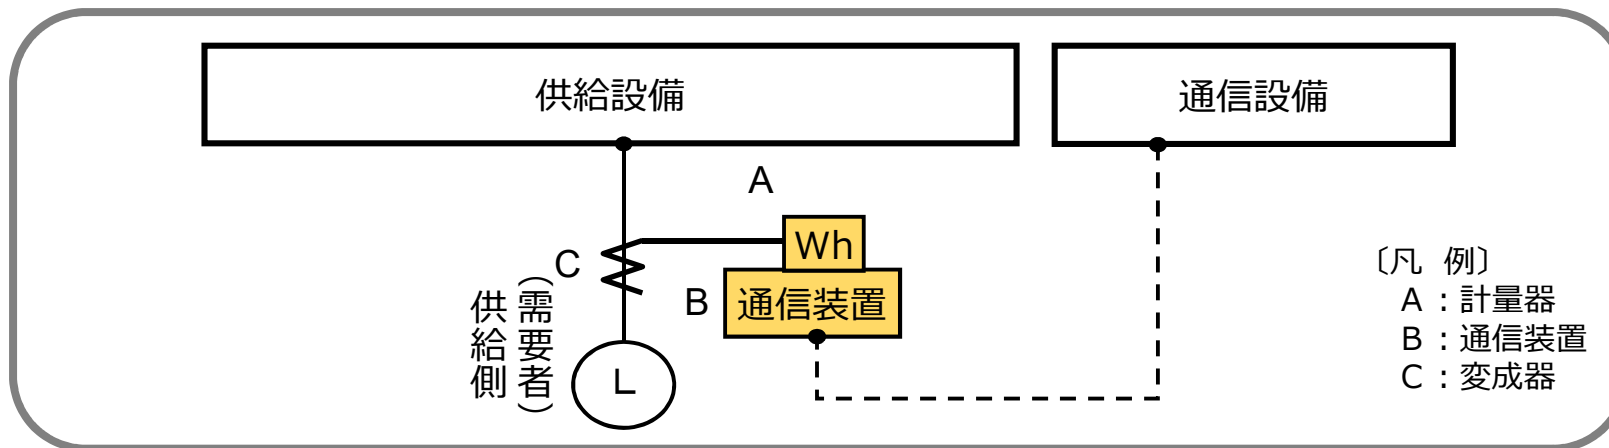 供給設備
通信設備
A
Wh
C
B
通信装置
供給側
（需要者）
L
〔凡 例〕
A：計量器
B：通信装置
C：変成器